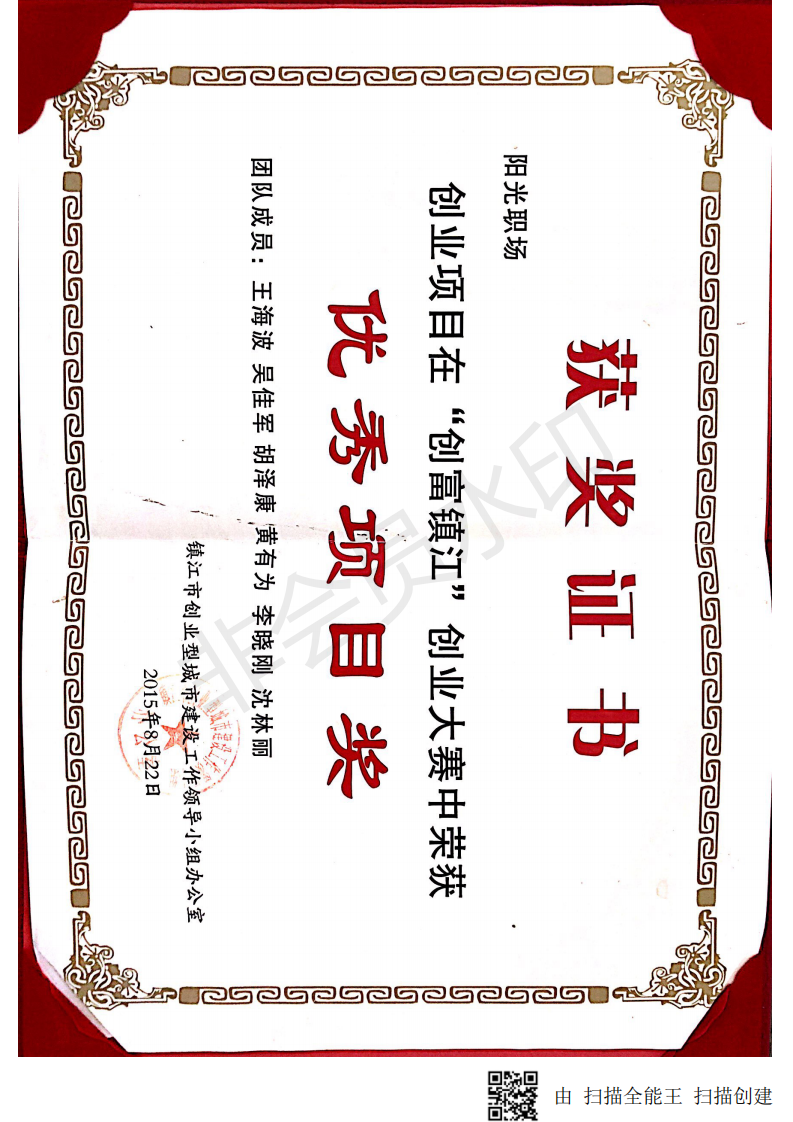 获奖证书
阳光职场
创业项目在“创富镇江”创业大赛中荣获
优秀项目奖
团队成员：王海波 吴佳军 胡泽康 黄有为 李晓刚 沈林丽
镇江市创业型城市建设工作领导小组办公室
2015年8月22日
非会员水印
由 扫描全能王 扫描创建